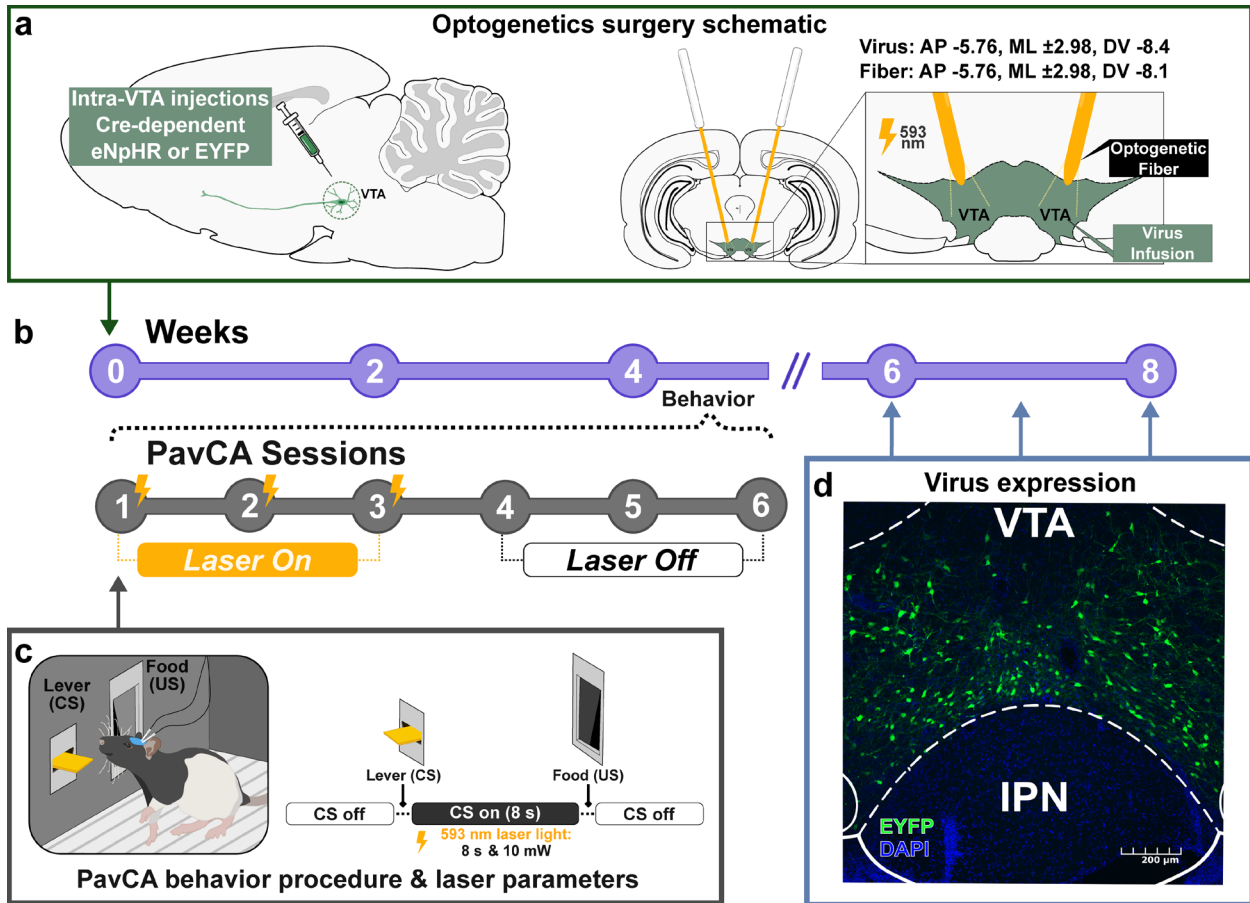 a
Optogenetics surgery schematic
Intra-VTA injections
Cre-dependent
eNpHR or EYFP
VTA
Virus: AP -5.76, ML ±2.98, DV -8.4
Fiber: AP -5.76, ML ±2.98, DV -8.1
593
nm
Optogenetic
Fiber
VTA
VTA
Virus
Infusion
b
Weeks
0
2
4
//
6
8
Behavior
PavCA Sessions
1
2
3
4
5
6
Laser On
Laser Off
c
Lever
(CS)
Food
(US)
Lever (CS)
Food (US)
CS off
CS on (8 s)
CS off
593 nm laser light:
8 s & 10 mW
PavCA behavior procedure & laser parameters
d
Virus expression
VTA
IPN
EYFP
DAPI
200 µm